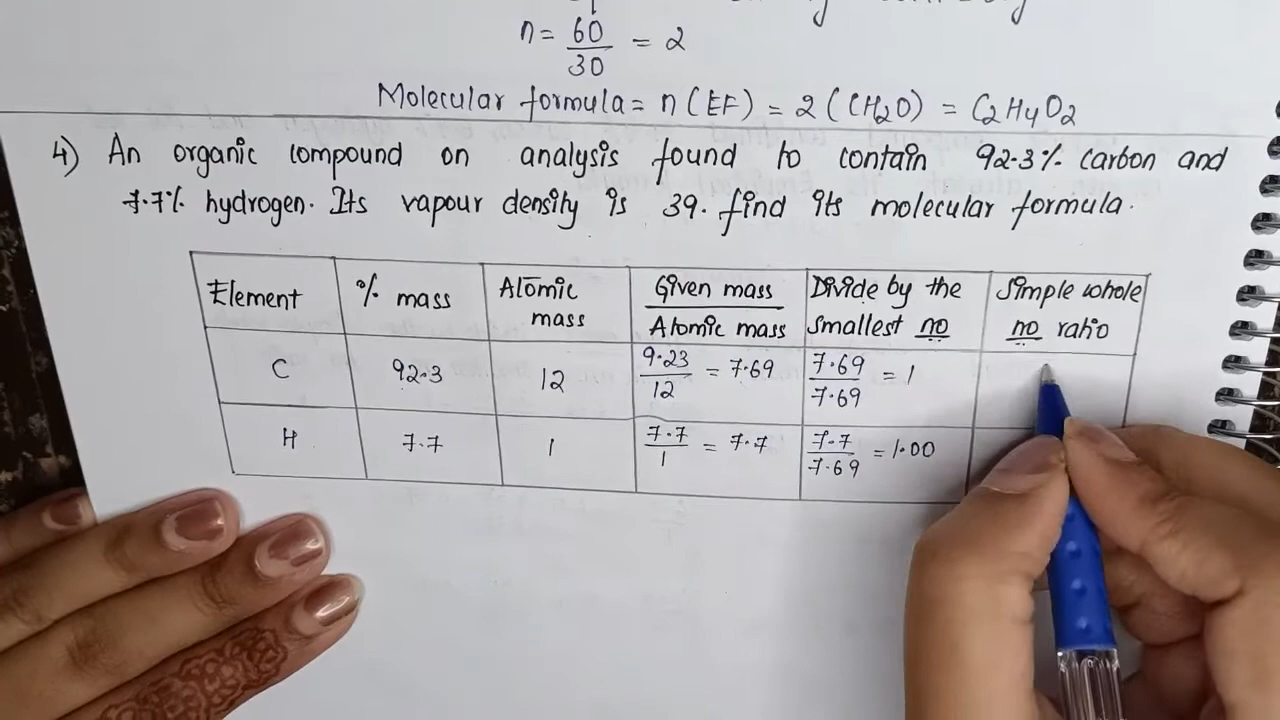 n = 60/30 = 2
Molecular formula = n (EF) = 2 (CH2O) = C2H4O2
4) An organic compound on analysis found to contain 92.3% carbon and
7.7% hydrogen. Its vapour density is 39. find its molecular formula.
Element | % mass | Atomic mass | Given mass / Atomic mass | Divide by the smallest no | Simple whole no ratio
C | 92.3 | 12 | 9.23/12 = 7.69 | 7.69/7.69 = 1
H | 7.7 | 1 | 7.7/1 = 7.7 | 7.7/7.69 = 1.00